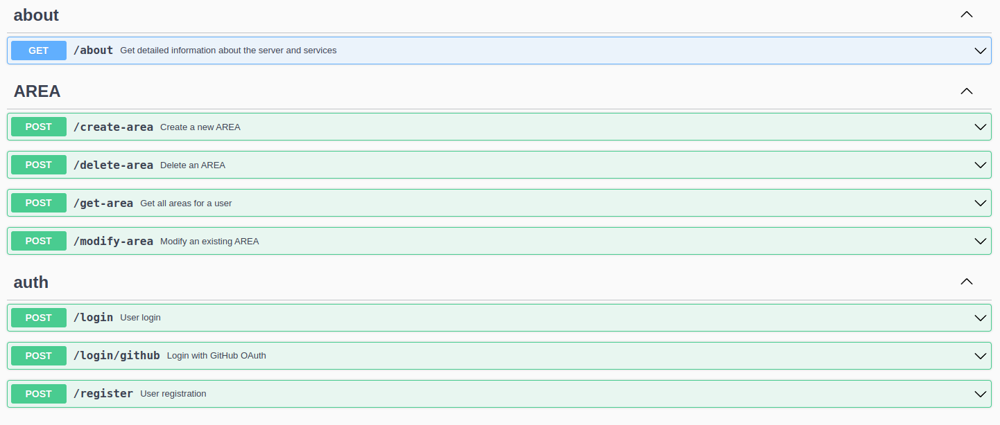 about
GET /about Get detailed information about the server and services
AREA
POST /create-area Create a new AREA
POST /delete-area Delete an AREA
POST /get-area Get all areas for a user
POST /modify-area Modify an existing AREA
auth
POST /login User login
POST /login/github Login with GitHub OAuth
POST /register User registration